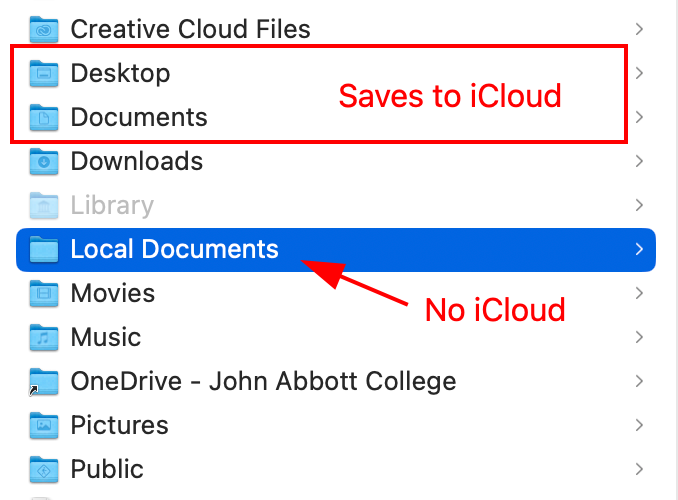 Creative Cloud Files
Desktop
Saves to iCloud
Documents
Downloads
Library
Local Documents
Movies
No iCloud
Music
OneDrive - John Abbott College
Pictures
Public